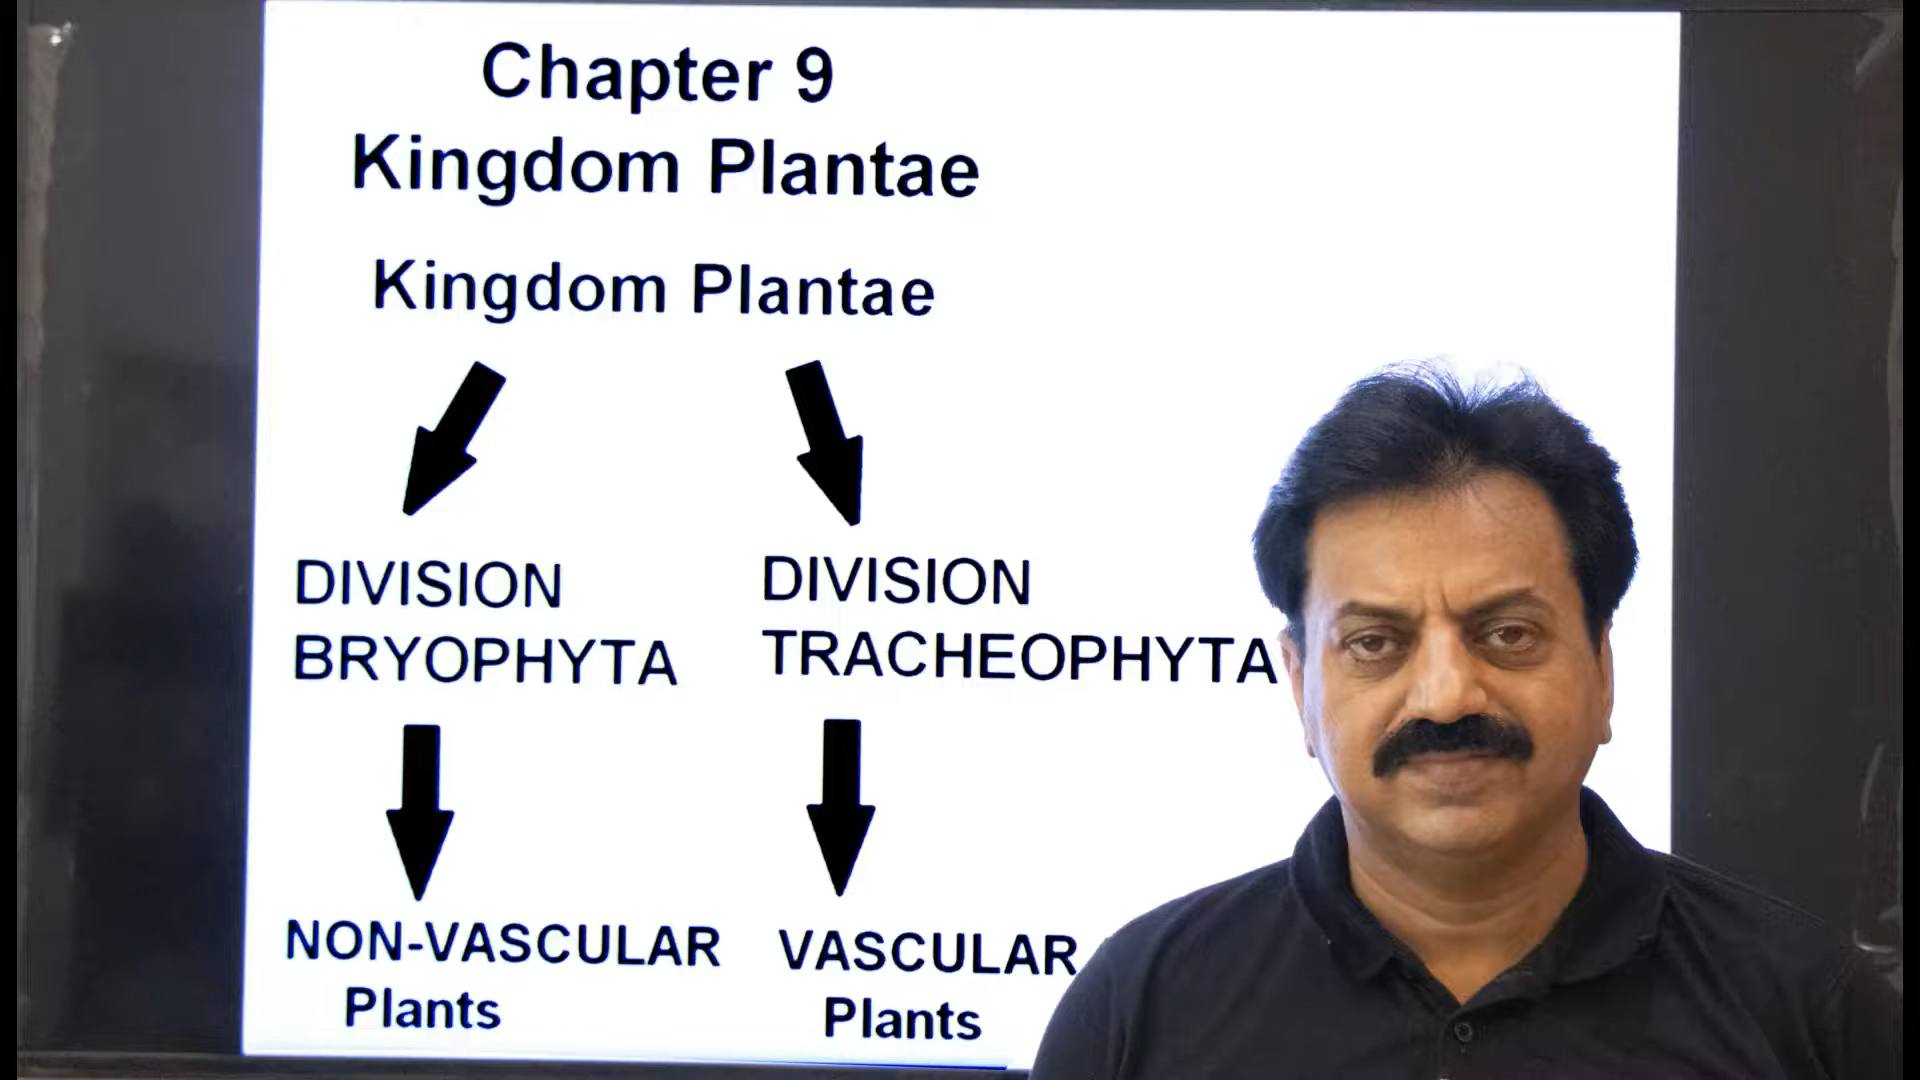 Chapter 9
Kingdom Plantae
Kingdom Plantae
DIVISION
BRYOPHYTA
DIVISION
TRACHEOPHYTA
NON-VASCULAR
Plants
VASCULAR
Plants